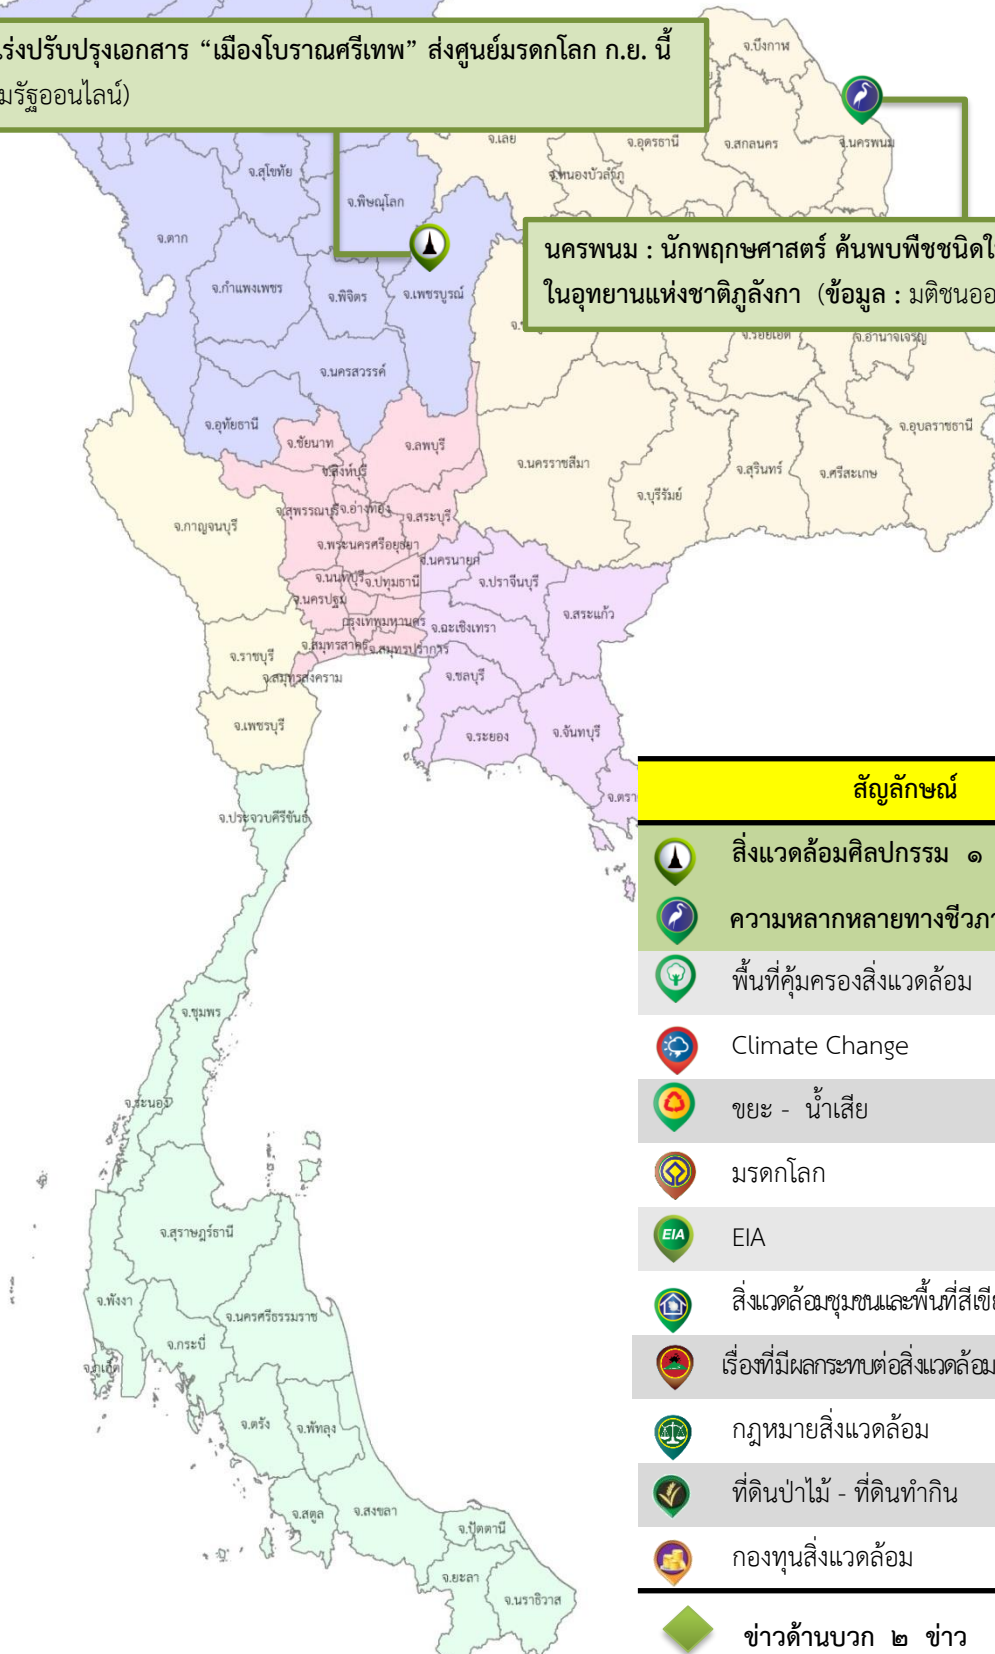 เร่งปรับปรุงเอกสาร “เมืองโบราณศรีเทพ” ส่งศูนย์มรดกโลก ก.ย. นี้
มรัฐออนไลน์)
จ.บึงกาฬ
จ.เลย
จ.อุดรธานี
จ.สกลนคร
จ.นครพนม
จ.หนองบัวลำภู
จ.สุโขทัย
จ.พิษณุโลก
จ.ตาก
จ.กำแพงเพชร
จ.พิจิตร
จ.เพชรบูรณ์
นครพนม : นักพฤกษศาสตร์ ค้นพบพืชชนิดใ
ในอุทยานแห่งชาติภูลังกา (ข้อมูล : มติชนออ
จ.ร้อยเอ็ด
จ.อำนาจเจริญ
จ.นครสวรรค์
จ.อุทัยธานี
จ.ชัยนาท
จ.ลพบุรี
จ.สิงห์บุรี
จ.นครราชสีมา
จ.บุรีรัมย์
จ.สุรินทร์
จ.ศรีสะเกษ
จ.อุบลราชธานี
จ.กาญจนบุรี
จ.สุพรรณบุรี
จ.อ่างทอง
จ.สระบุรี
จ.พระนครศรีอยุธยา
จ.นครนายก
จ.นนทบุรี
จ.ปทุมธานี
จ.ปราจีนบุรี
จ.นครปฐม
กรุงเทพมหานคร
จ.ฉะเชิงเทรา
จ.สระแก้ว
จ.ราชบุรี
จ.สมุทรสาคร
จ.สมุทรปราการ
จ.สมุทรสงคราม
จ.ชลบุรี
จ.เพชรบุรี
จ.ระยอง
จ.จันทบุรี
จ.ตรา
จ.ประจวบคีรีขันธ์
จ.ชุมพร
จ.ระนอง
จ.สุราษฎร์ธานี
จ.พังงา
จ.นครศรีธรรมราช
จ.กระบี่
จ.ภูเก็ต
จ.ตรัง
จ.พัทลุง
จ.สตูล
จ.สงขลา
จ.ปัตตานี
จ.ยะลา
จ.นราธิวาส
สัญลักษณ์
สิ่งแวดล้อมศิลปกรรม ๑
ความหลากหลายทางชีวภา
พื้นที่คุ้มครองสิ่งแวดล้อม
Climate Change
ขยะ - น้ำเสีย
มรดกโลก
EIA
EIA
สิ่งแวดล้อมชุมชนและพื้นที่สีเขีย
เรื่องที่มีผลกระทบต่อสิ่งแวดล้อม
กฎหมายสิ่งแวดล้อม
ที่ดินป่าไม้ - ที่ดินทำกิน
กองทุนสิ่งแวดล้อม
ข่าวด้านบวก ๒ ข่าว